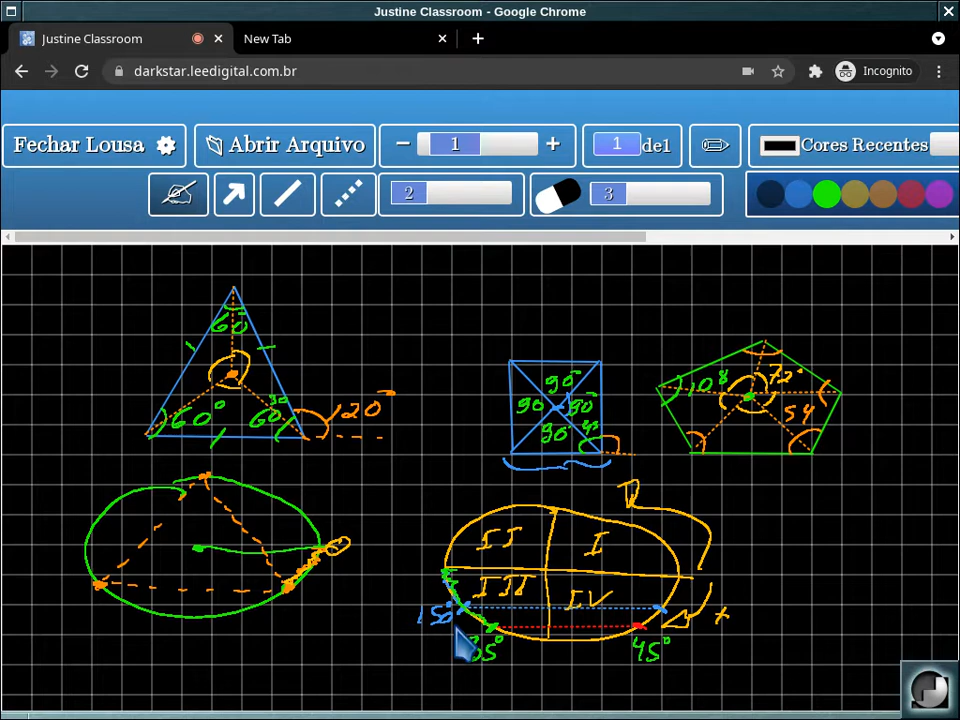 Justine Classroom - Google Chrome
Justine Classroom
New Tab
darkstar.leedigital.com.br
Incognito
Fechar Lousa
Abrir Arquivo
1
1 de1
Cores Recentes
2
3
60
60°
60
30
120°
90
90
90
90
108
72°
54
II
I
III
IV
150°
45°